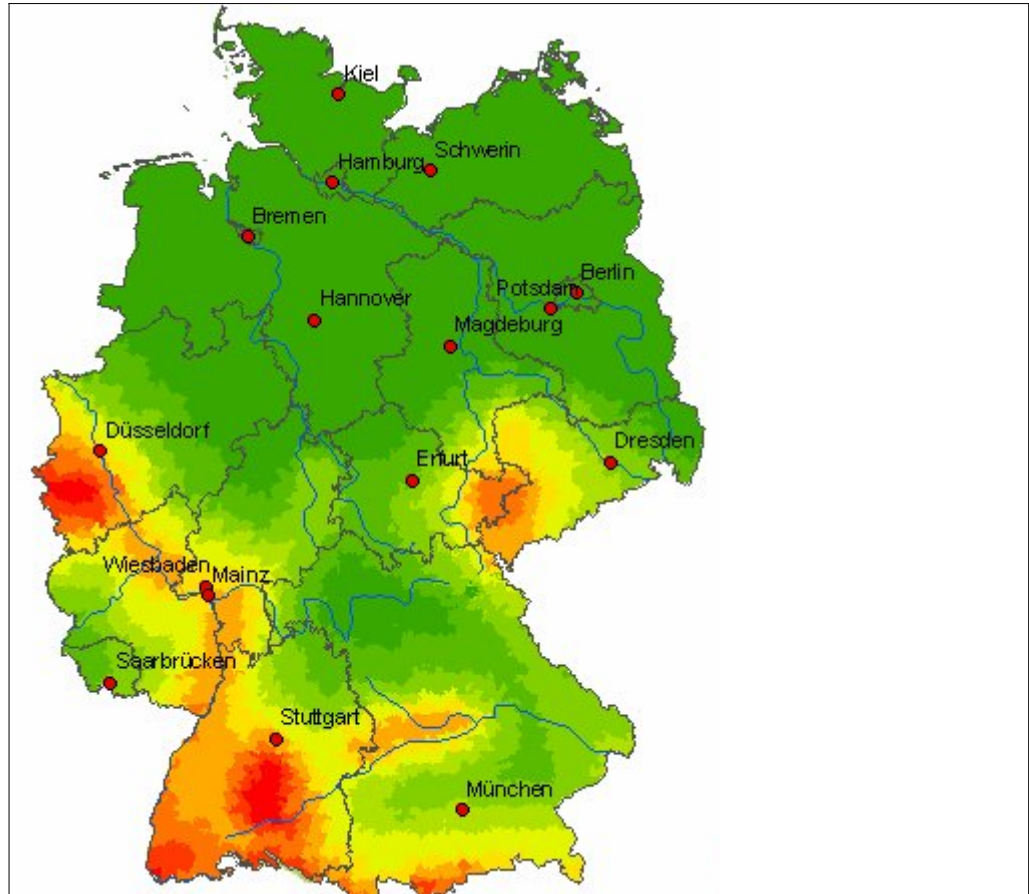 Kiel
Schwerin
Hamburg
Bremen
Berlin
Potsdam
Hannover
Magdeburg
Düsseldorf
Dresden
Erfurt
Wiesbaden
Mainz
Saarbrücken
Stuttgart
München